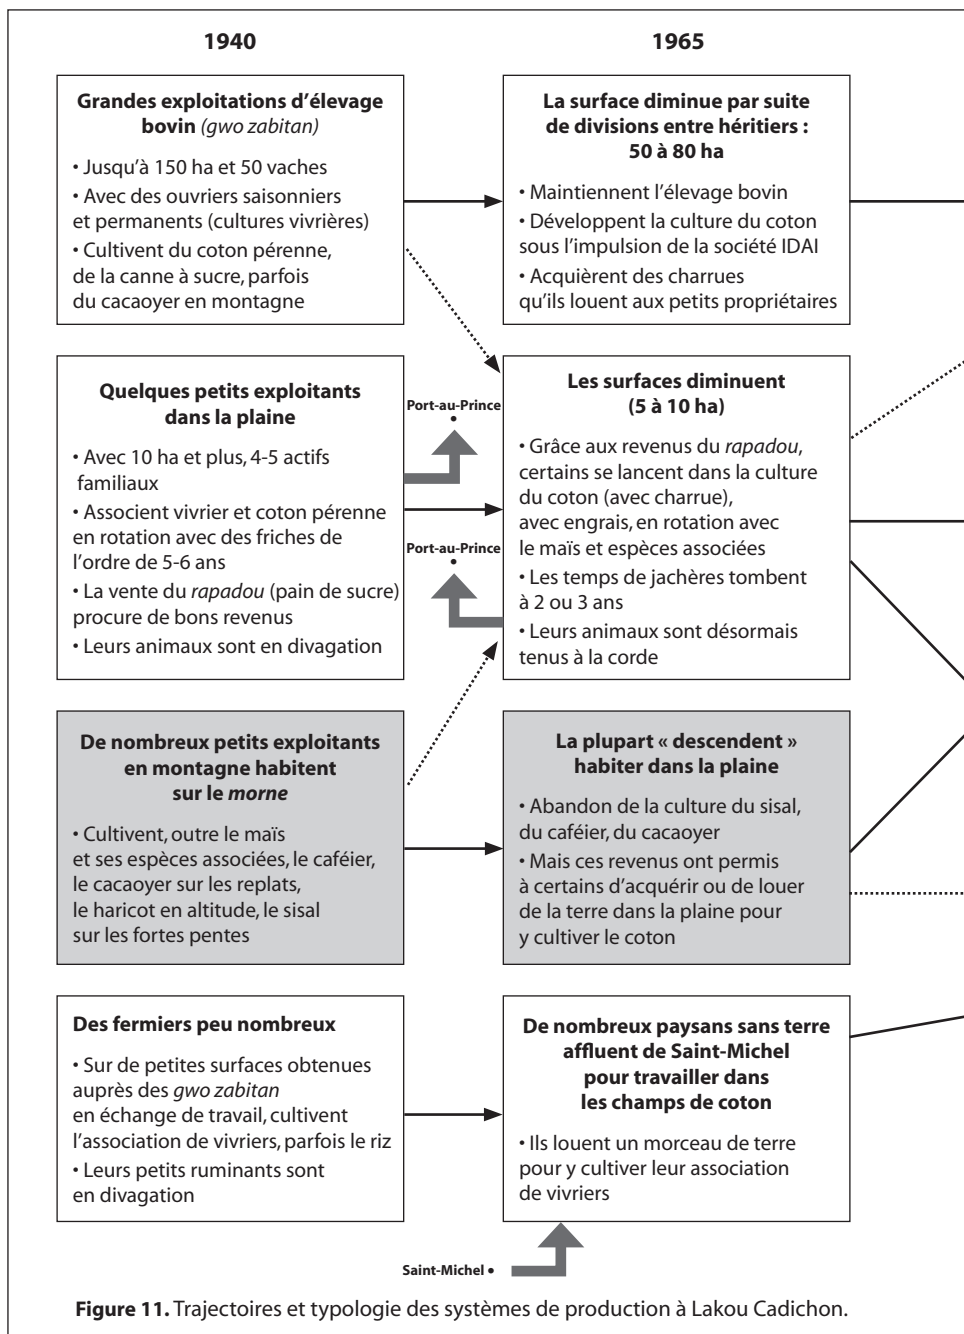 1940
1965
Grandes exploitations d’élevage
bovin (gwo zabitan)
• Jusqu’à 150 ha et 50 vaches
• Avec des ouvriers saisonniers
et permanents (cultures vivrières)
• Cultivent du coton pérenne,
de la canne à sucre, parfois
du cacaoyer en montagne
La surface diminue par suite
de divisions entre héritiers :
50 à 80 ha
• Maintiennent l’élevage bovin
• Développent la culture du coton
sous l’impulsion de la société IDAI
• Acquièrent des charrues
qu’ils louent aux petits propriétaires
Quelques petits exploitants
dans la plaine
• Avec 10 ha et plus, 4-5 actifs
familiaux
• Associent vivrier et coton pérenne
en rotation avec des friches de
l’ordre de 5-6 ans
• La vente du rapadou (pain de sucre)
procure de bons revenus
• Leurs animaux sont en divagation
Port-au-Prince
Port-au-Prince
Les surfaces diminuent
(5 à 10 ha)
• Grâce aux revenus du rapadou,
certains se lancent dans la culture
du coton (avec charrue),
avec engrais, en rotation avec
le maïs et espèces associées
• Les temps de jachères tombent
à 2 ou 3 ans
• Leurs animaux sont désormais
tenus à la corde
De nombreux petits exploitants
en montagne habitent
sur le morne
• Cultivent, outre le maïs
et ses espèces associées, le caféier,
le cacaoyer sur les replats,
le haricot en altitude, le sisal
sur les fortes pentes
La plupart « descendent »
habiter dans la plaine
• Abandon de la culture du sisal,
du caféier, du cacaoyer
• Mais ces revenus ont permis
à certains d’acquérir ou de louer
de la terre dans la plaine pour
y cultiver le coton
Des fermiers peu nombreux
• Sur de petites surfaces obtenues
auprès des gwo zabitan
en échange de travail, cultivent
l’association de vivriers, parfois le riz
• Leurs petits ruminants sont
en divagation
De nombreux paysans sans terre
affluent de Saint-Michel
pour travailler dans
les champs de coton
• Ils louent un morceau de terre
pour y cultiver leur association
de vivriers
Saint-Michel •
Figure 11. Trajectoires et typologie des systèmes de production à Lakou Cadichon.